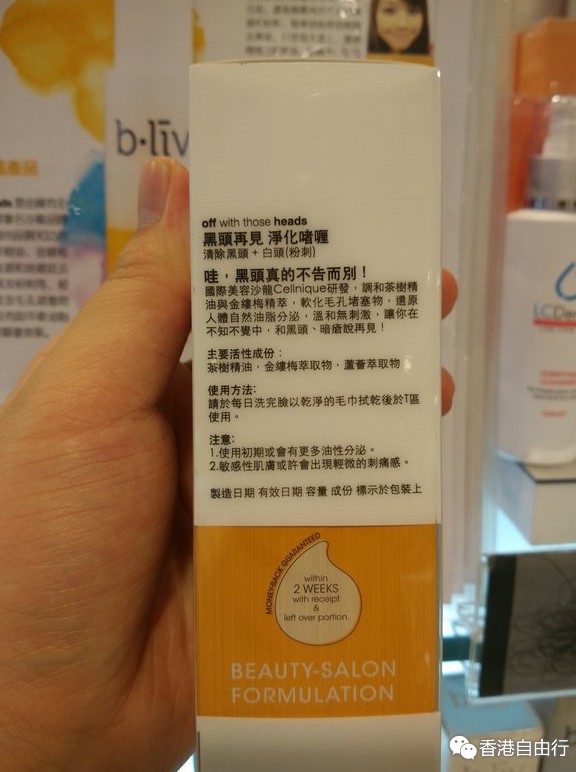 b·liv
off with those heads
黑頭再見 淨化啫喱
清除黑頭 + 白頭(粉刺)
哇，黑頭真的不告而別！
國際美容沙龍Cellnique研發，調和茶樹精
油與金縷梅精萃，軟化毛孔堵塞物，還原
人體自然油脂分泌，溫和無刺激，讓你在
不知不覺中，和黑頭、暗瘡說再見！
主要活性成份：
茶樹精油，金縷梅萃取物，蘆薈萃取物
使用方法:
請於每日洗完臉以乾淨的毛巾拭乾後於T區
使用。
注意:
1.使用初期或會有更多油性分泌。
2.敏感性肌膚或許會出現輕微的刺痛感。
製造日期 有效日期 容量 成份 標示於包裝上
MONEY-BACK GUARANTEED
within
2 WEEKS
with receipt
&
left over portion.
BEAUTY-SALON
FORMULATION
LCDer
香港自由行